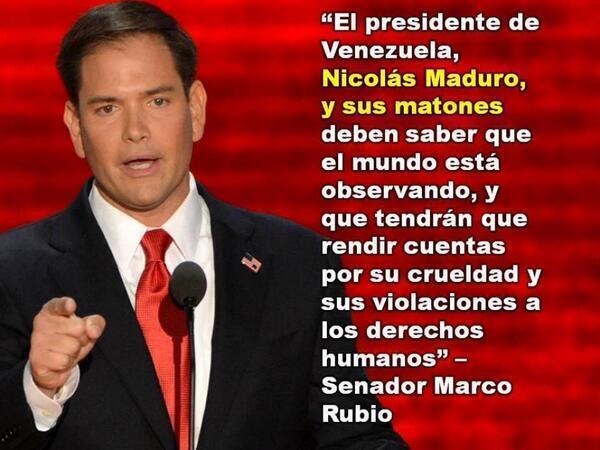 “El presidente de
Venezuela,
Nicolás Maduro,
y sus matones
deben saber que
el mundo está
observando, y
que tendrán que
rendir cuentas
por su crueldad y
sus violaciones a
los derechos
humanos” –
Senador Marco
Rubio